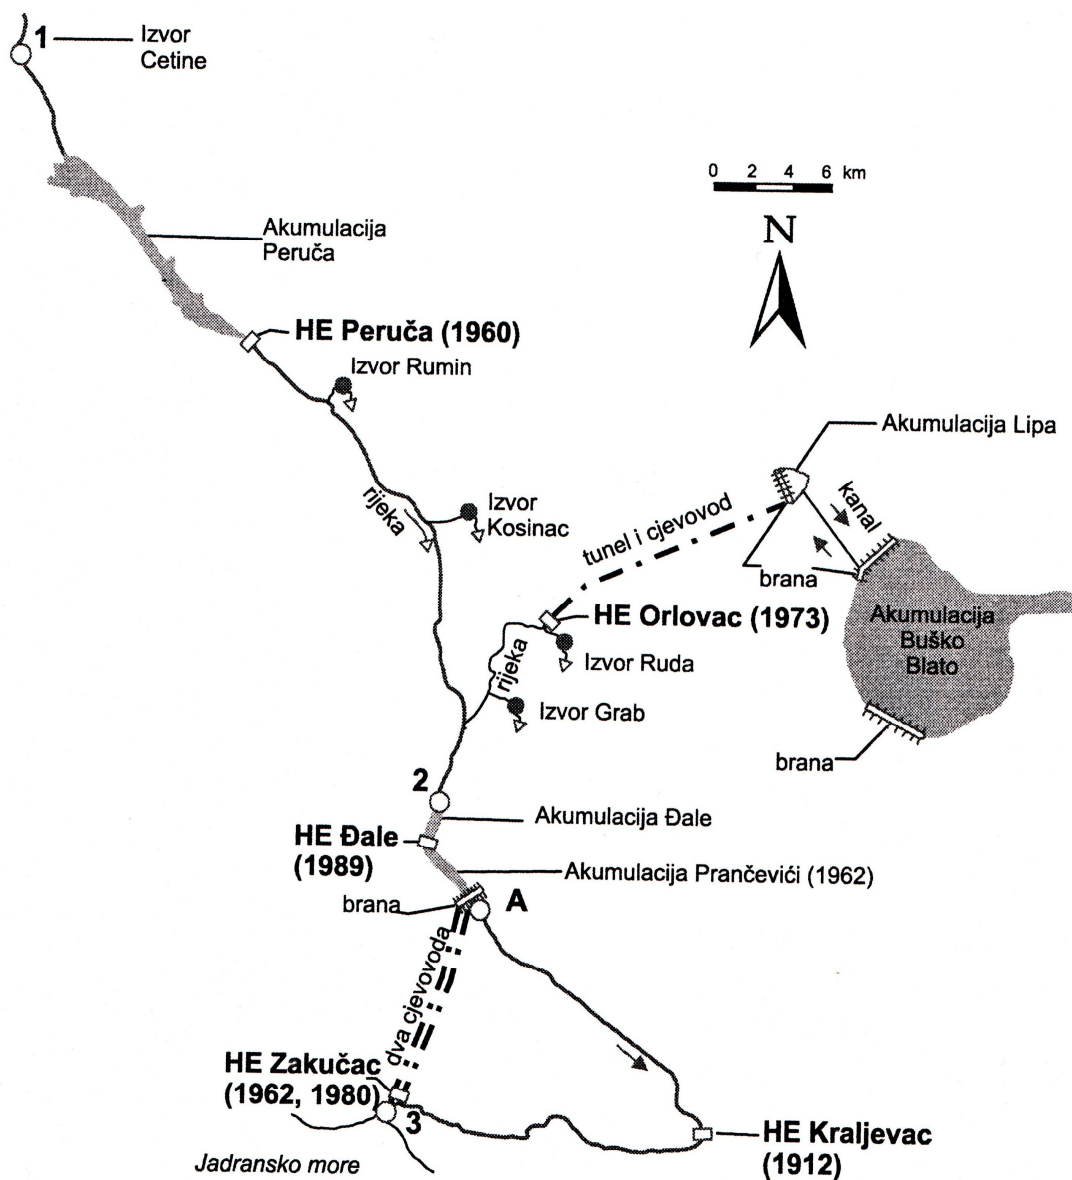 1
Izvor
Cetine
0 2 4 6 km
N
Akumulacija
Peruča
HE Peruča (1960)
Izvor Rumin
Akumulacija Lipa
rijeka
Izvor
Kosinac
kanal
tunel i cjevovod
brana
HE Orlovac (1973)
Akumulacija
Buško
Blato
rijeka
Izvor Ruda
Izvor Grab
brana
2
Akumulacija Đale
HE Đale
(1989)
Akumulacija Prančevići (1962)
brana
A
dva cjevovoda
HE Zakučac
(1962, 1980)
3
HE Kraljevac
(1912)
Jadransko more